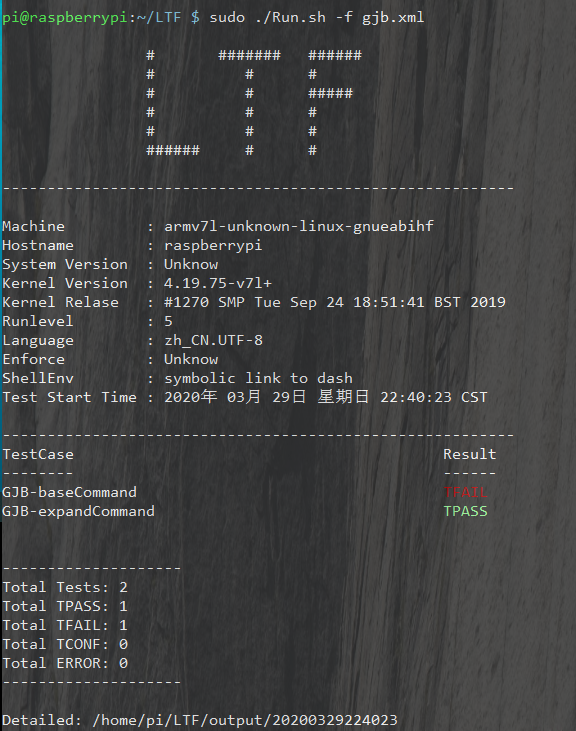 pi@raspberrypi:~/LTF $ sudo ./Run.sh -f gjb.xml
#       #######   ######
#          #      #
#          #      #####
#          #      #
#          #      #
######     #      #
---------------------------------------------------------
Machine         : armv7l-unknown-linux-gnueabihf
Hostname        : raspberrypi
System Version  : Unknow
Kernel Version  : 4.19.75-v7l+
Kernel Relase   : #1270 SMP Tue Sep 24 18:51:41 BST 2019
Runlevel        : 5
Language        : zh_CN.UTF-8
Enforce         : Unknow
ShellEnv        : symbolic link to dash
Test Start Time : 2020年 03月 29日 星期日 22:40:23 CST
---------------------------------------------------------
TestCase                                         Result
--------                                         ------
GJB-baseCommand                                  TFAIL
GJB-expandCommand                                TPASS
--------------------
Total Tests: 2
Total TPASS: 1
Total TFAIL: 1
Total TCONF: 0
Total ERROR: 0
--------------------
Detailed: /home/pi/LTF/output/20200329224023